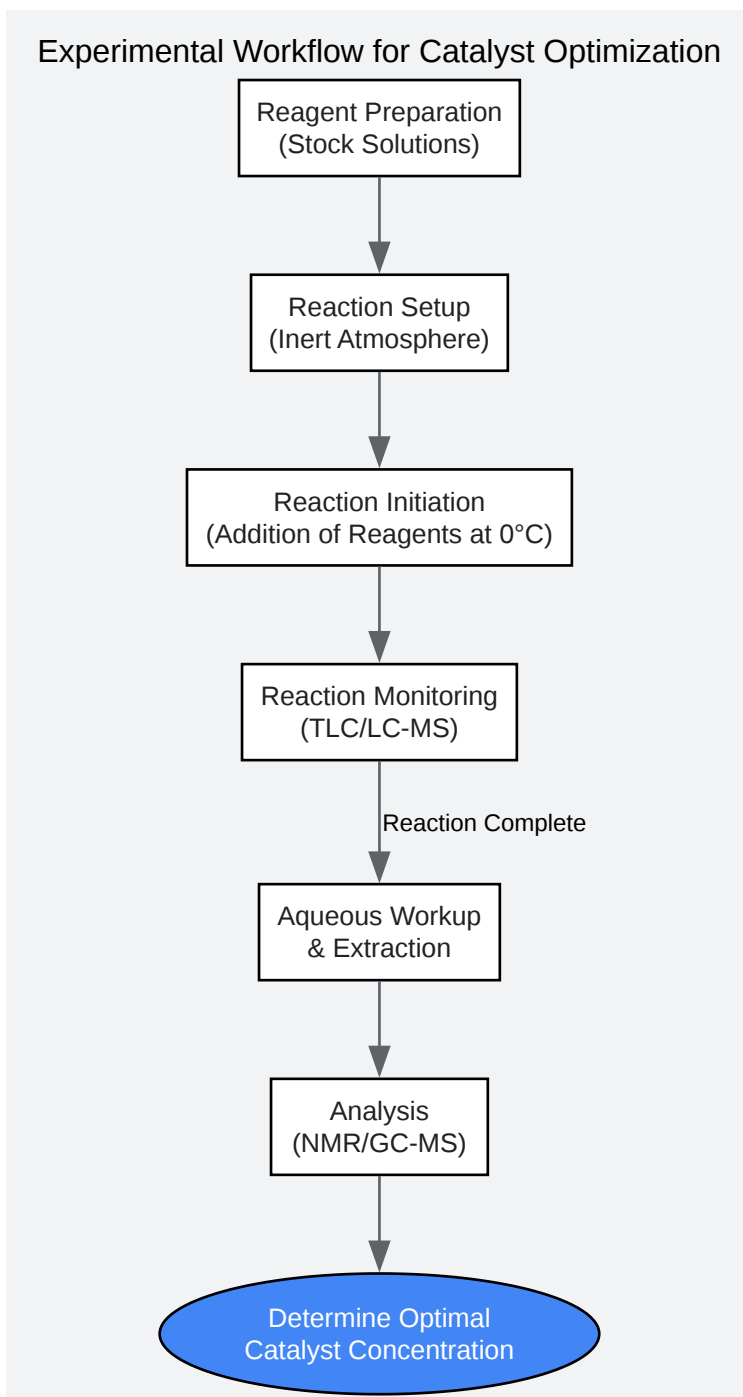 Experimental Workflow for Catalyst Optimization
Reagent Preparation
(Stock Solutions)
Reaction Setup
(Inert Atmosphere)
Reaction Initiation
(Addition of Reagents at 0°C)
Reaction Monitoring
(TLC/LC-MS)
Reaction Complete
Aqueous Workup
& Extraction
Analysis
(NMR/GC-MS)
Determine Optimal
Catalyst Concentration